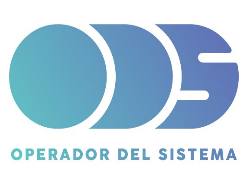 ODS
OPERADOR DEL SISTEMA